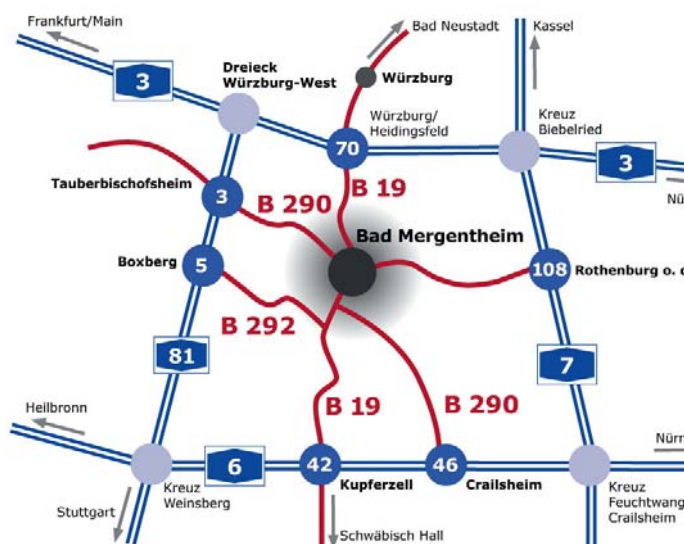 Frankfurt/Main
Bad Neustadt
Kassel
3
Dreieck
Würzburg-West
Würzburg
Würzburg/
Heidingsfeld
Kreuz
Biebelried
70
3
Tauberbischofsheim
3
B 290
B 19
Bad Mergentheim
Boxberg
5
108
Rothenburg o.
B 292
81
7
B 19
B 290
Heilbronn
6
42
46
Kreuz
Weinsberg
Kupferzell
Crailsheim
Kreuz
Feuchtwang
Crailsheim
Stuttgart
Schwäbisch Hall